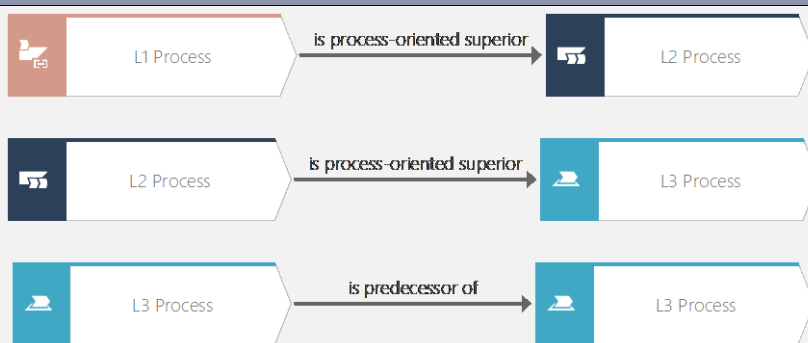 L1 Process
is process-oriented superior
L2 Process
L2 Process
is process-oriented superior
L3 Process
L3 Process
is predecessor of
L3 Process